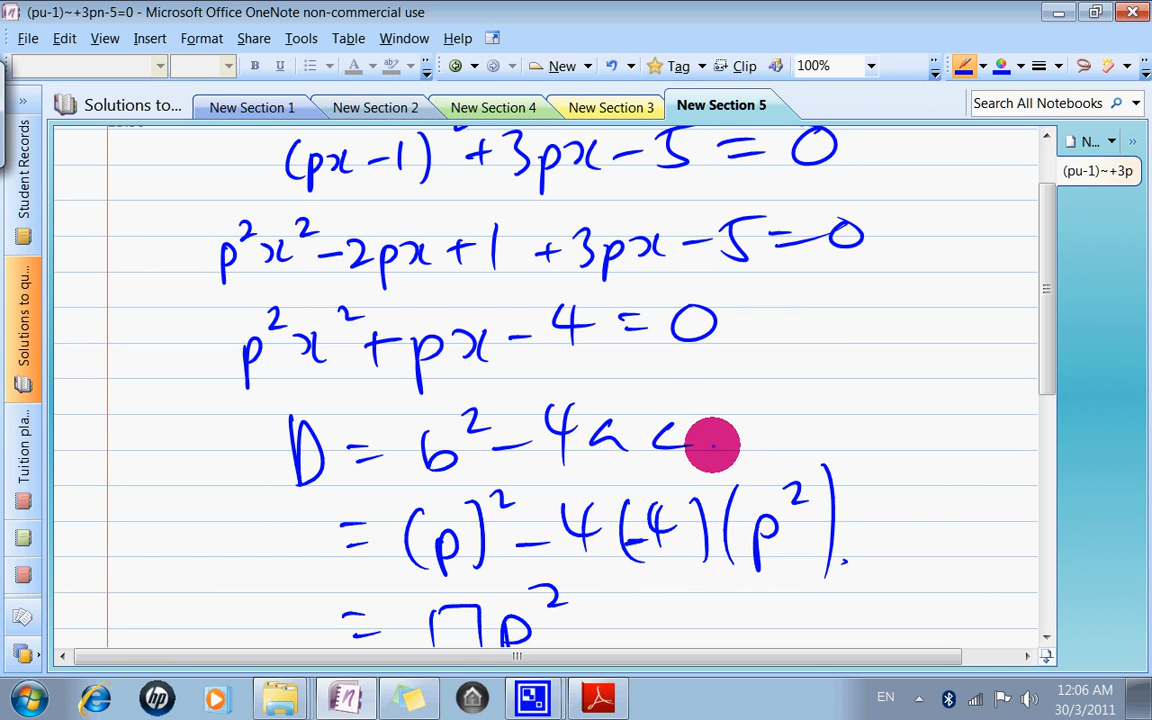 (pu-1)~+3pn-5=0 - Microsoft Office OneNote non-commercial use
File Edit View Insert Format Share Tools Table Window Help
B U A aby New Tag Clip 100%
Solutions to... New Section 1 New Section 2 New Section 4 New Section 3 New Section 5 Search All Notebooks
N...
(pu-1)~+3p
Student Records
Solutions to qu...
Tuition pla...
(px-1)²+3px-5=0
p²x²-2px+1+3px-5=0
p²x²+px-4=0
D=b²-4ac.
=(p)²-4(-4)(p²).
=17p²
EN 12:06 AM
30/3/2011